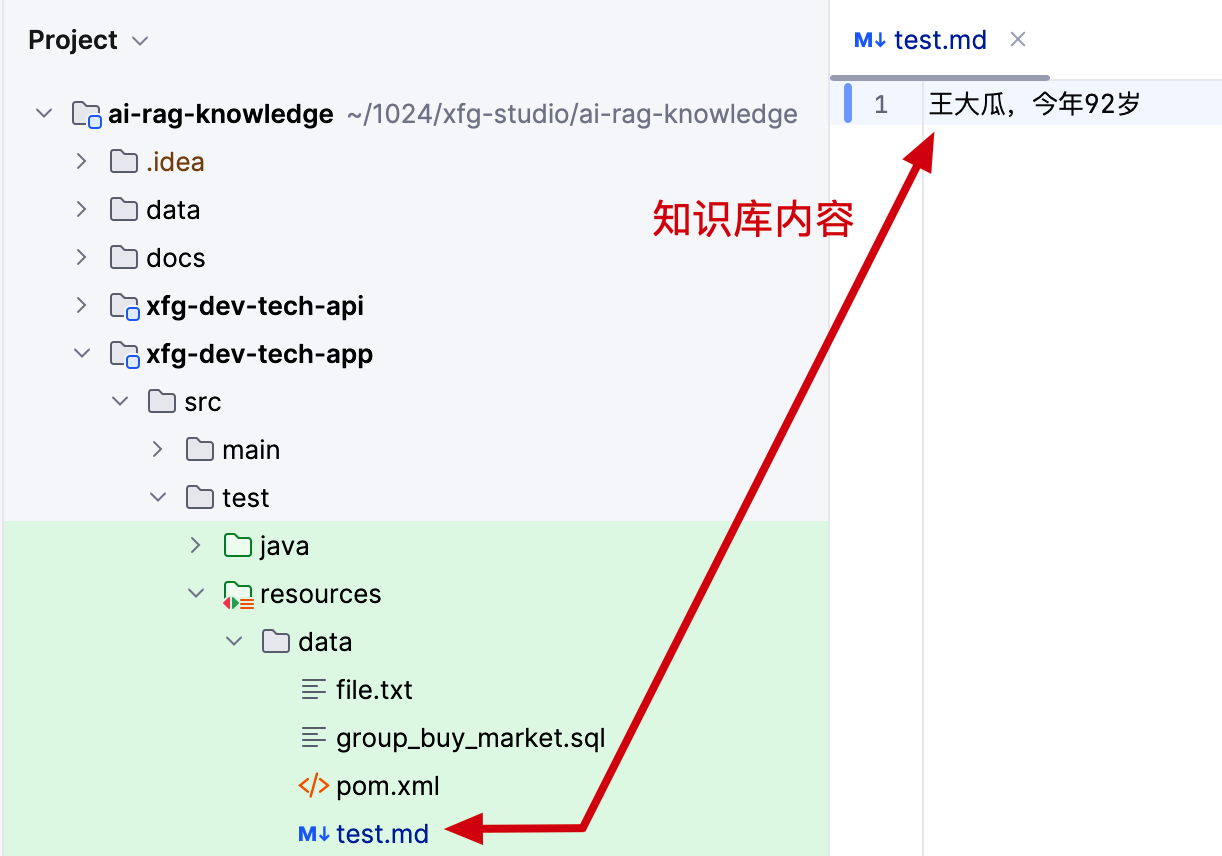 Project
ai-rag-knowledge ~/1024/xfg-studio/ai-rag-knowledge
.idea
data
docs
xfg-dev-tech-api
xfg-dev-tech-app
src
main
test
java
resources
data
file.txt
group_buy_market.sql
pom.xml
M↓ test.md
M↓ test.md
1 王大瓜，今年92岁
知识库内容